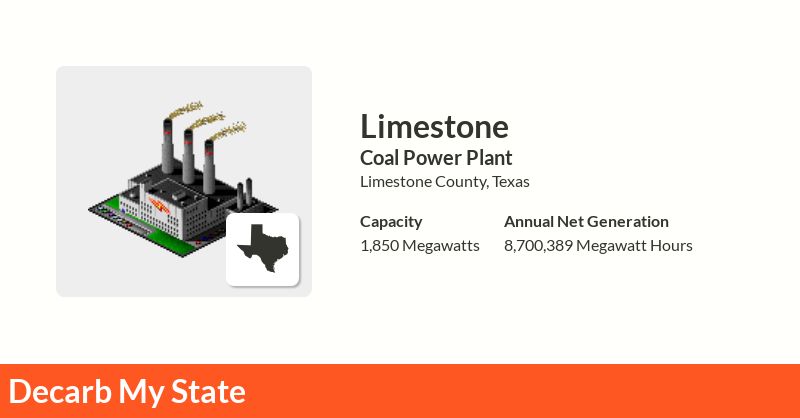 Limestone
Coal Power Plant
Limestone County, Texas
Capacity
Annual Net Generation
1,850 Megawatts
8,700,389 Megawatt Hours
Decarb My State